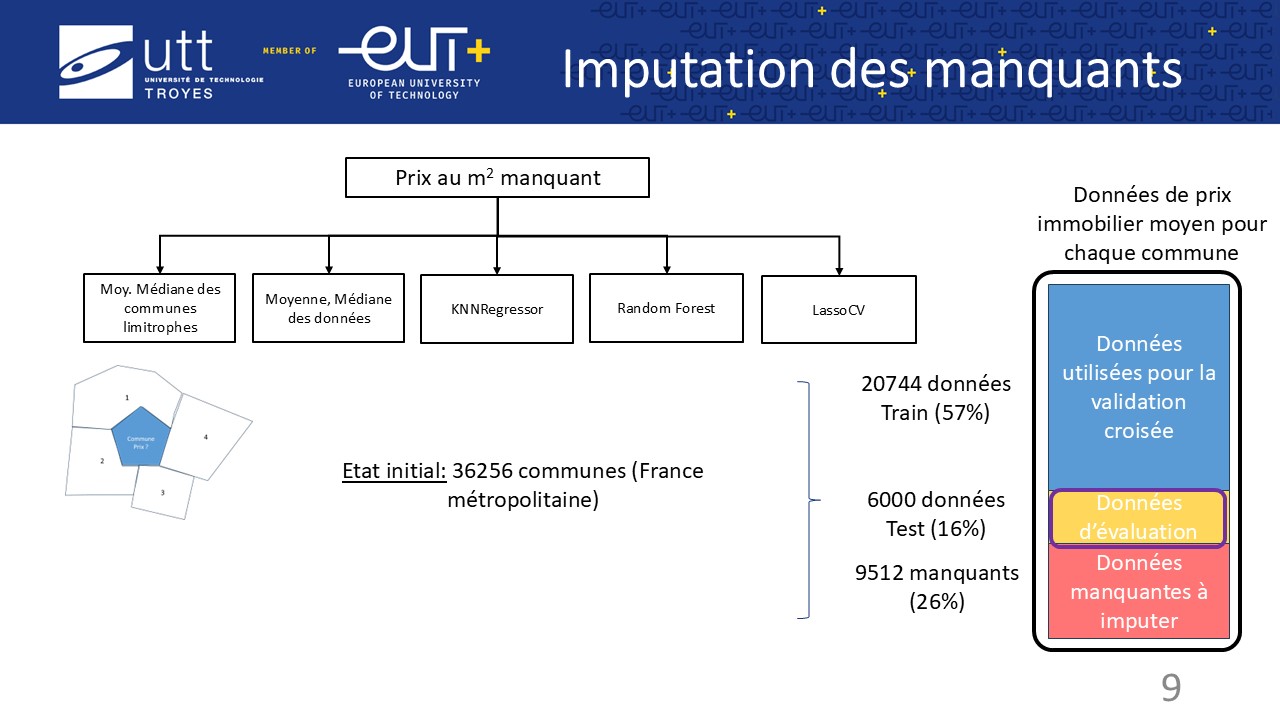 utt
UNIVERSITÉ DE TECHNOLOGIE
TROYES
MEMBER OF
EUT+
EUROPEAN UNIVERSITY
OF TECHNOLOGY
Imputation des manquants
Prix au m² manquant
Moy. Médiane des
communes
limitrophes
Moyenne, Médiane
des données
KNNRegressor
Random Forest
LassoCV
1
2
3
4
Commune
Prix ?
Etat initial: 36256 communes (France
métropolitaine)
20744 données
Train (57%)
6000 données
Test (16%)
9512 manquants
(26%)
Données de prix
immobilier moyen pour
chaque commune
Données
utilisées pour la
validation
croisée
Données
d’évaluation
Données
manquantes à
imputer
9